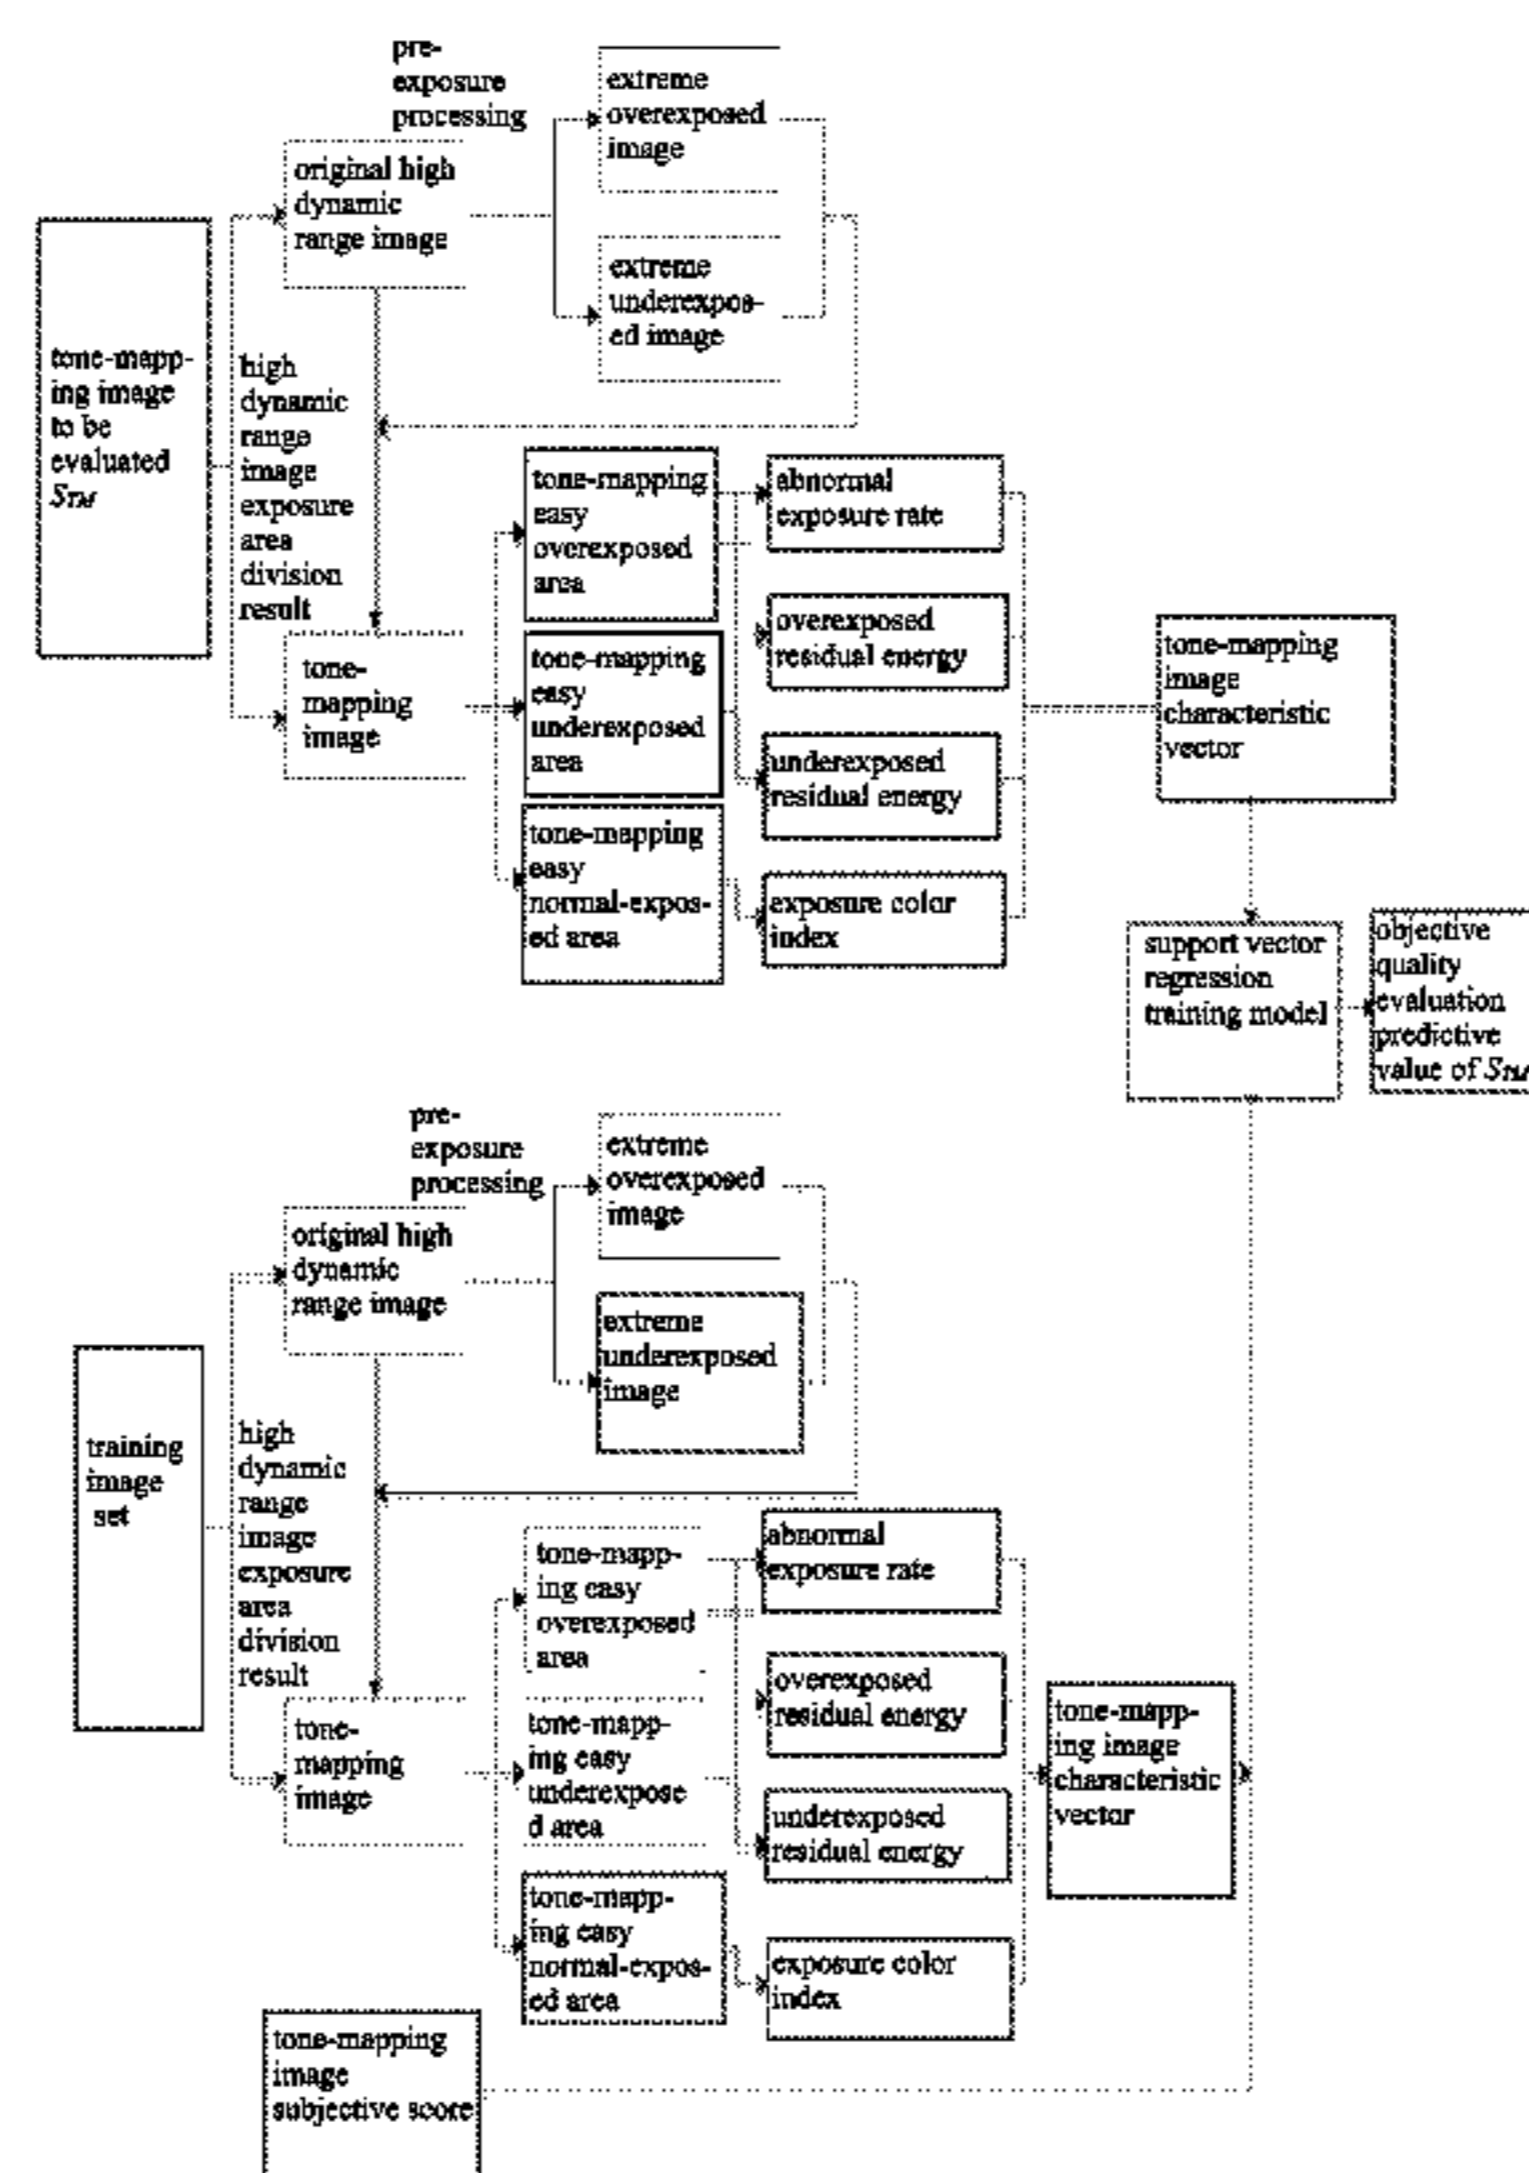 pre-
exposure
processing
extreme
overexposed
image
original high
dynamic
range image
extreme
underexpos-
ed image
tone-mapp-
ing image
to be
evaluated
STM
high
dynamic
range
image
exposure
area
division
result
tone-
mapping
image
tone-mapping
easy
overexposed
area
tone-mapping
easy
underexposed
area
tone-mapping
easy
normal-expos-
ed area
abnormal
exposure rate
overexposed
residual energy
underexposed
residual energy
exposure color
index
tone-mapping
image
characteristic
vector
support vector
regression
training model
objective
quality
evaluation
predictive
value of STM
pre-
exposure
processing
extreme
overexposed
image
original high
dynamic
range image
extreme
underexposed
image
training
image
set
high
dynamic
range
image
exposure
area
division
result
tone-
mapping
image
tone-mapp-
ing easy
overexposed
area
tone-mapp-
ing easy
underexpose
d area
tone-mapp-
ing easy
normal-expos-
ed area
abnormal
exposure rate
overexposed
residual energy
underexposed
residual energy
exposure color
index
tone-mapp-
ing image
characteristic
vector
tone-mapping
image
subjective score